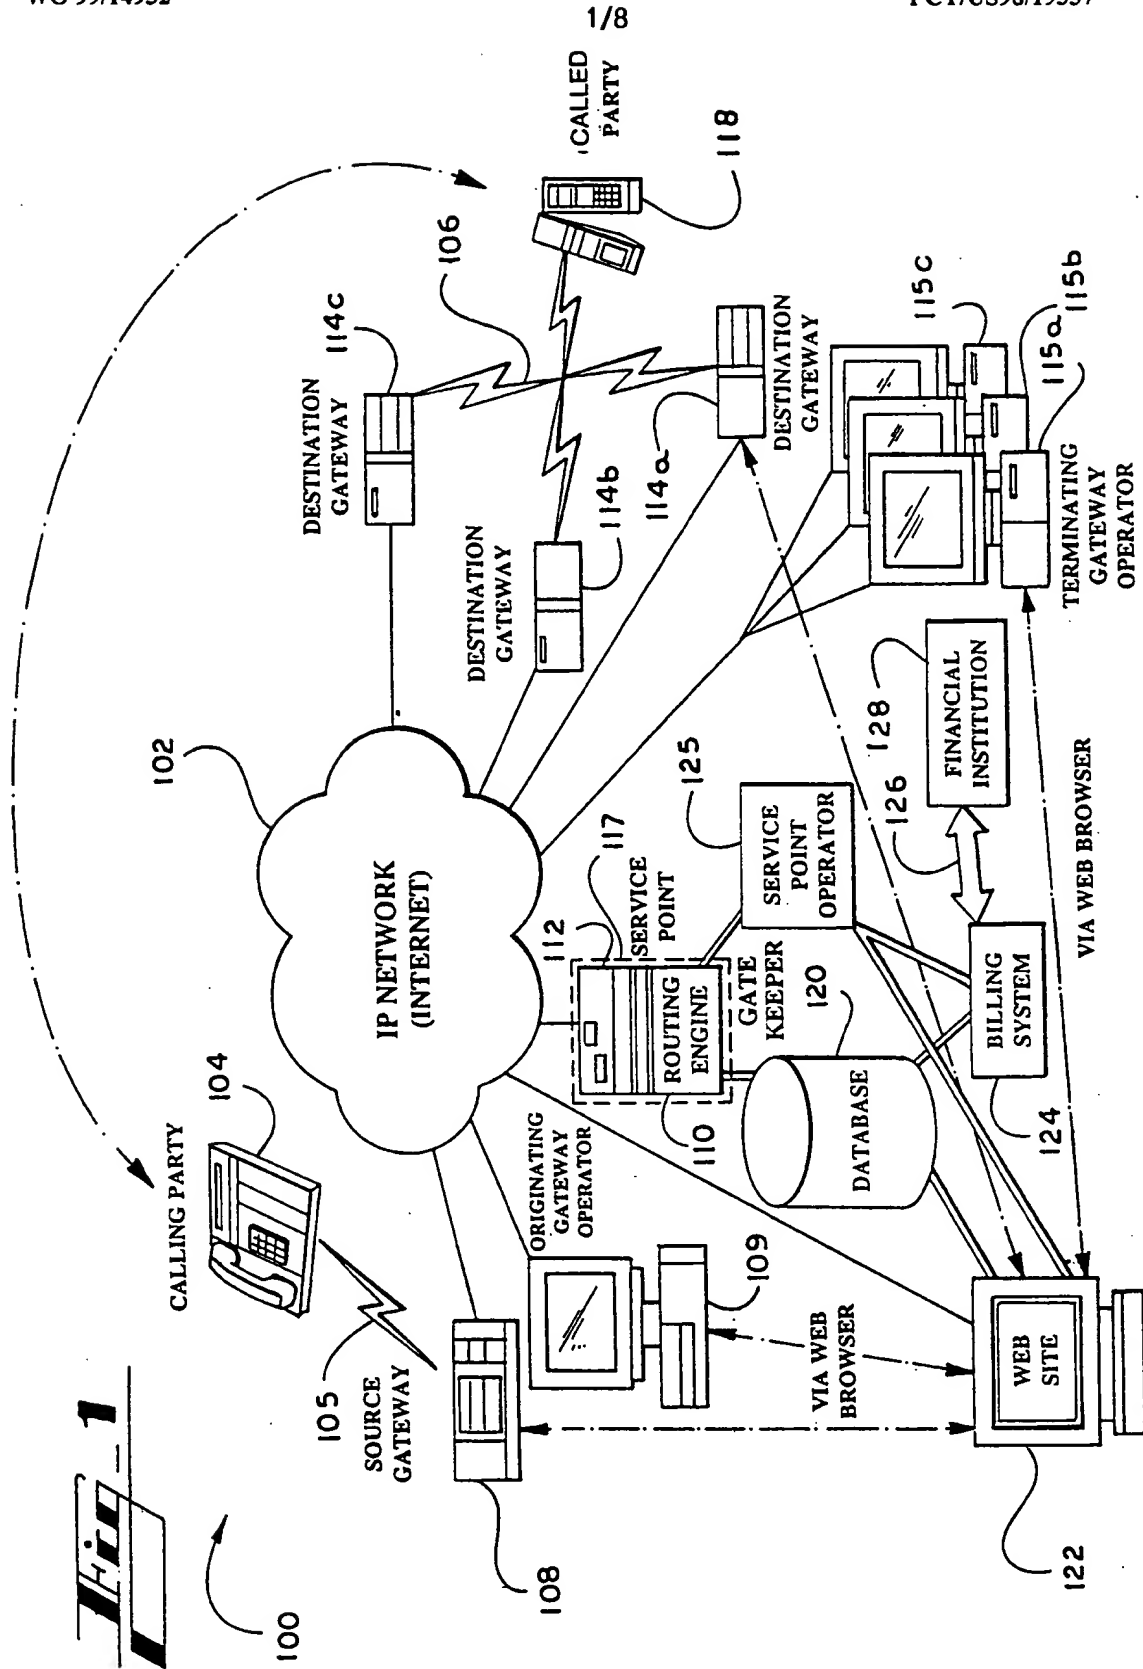 1/8
Fig_1
100
CALLING PARTY
104
105
SOURCE
GATEWAY
108
ORIGINATING
GATEWAY
OPERATOR
109
VIA WEB
BROWSER
WEB
SITE
122
102
IP NETWORK
(INTERNET)
112
117
SERVICE
POINT
ROUTING
ENGINE
110
GATE
KEEPER
120
DATABASE
125
SERVICE
POINT
OPERATOR
BILLING
SYSTEM
124
126
128
FINANCIAL
INSTITUTION
VIA WEB BROWSER
DESTINATION
GATEWAY
114c
DESTINATION
GATEWAY
114b
106
114a
DESTINATION
GATEWAY
CALLED
PARTY
118
115c
115b
115a
TERMINATING
GATEWAY
OPERATOR